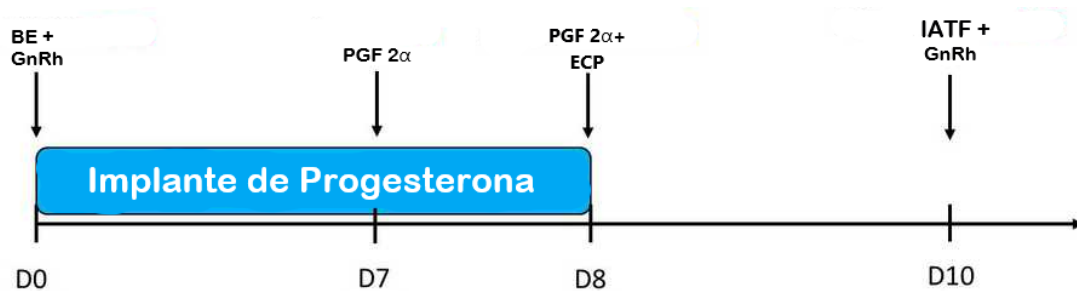 BE +
GnRh
PGF 2α
PGF 2α+
ECP
IATF +
GnRh
Implante de Progesterona
D0
D7
D8
D10